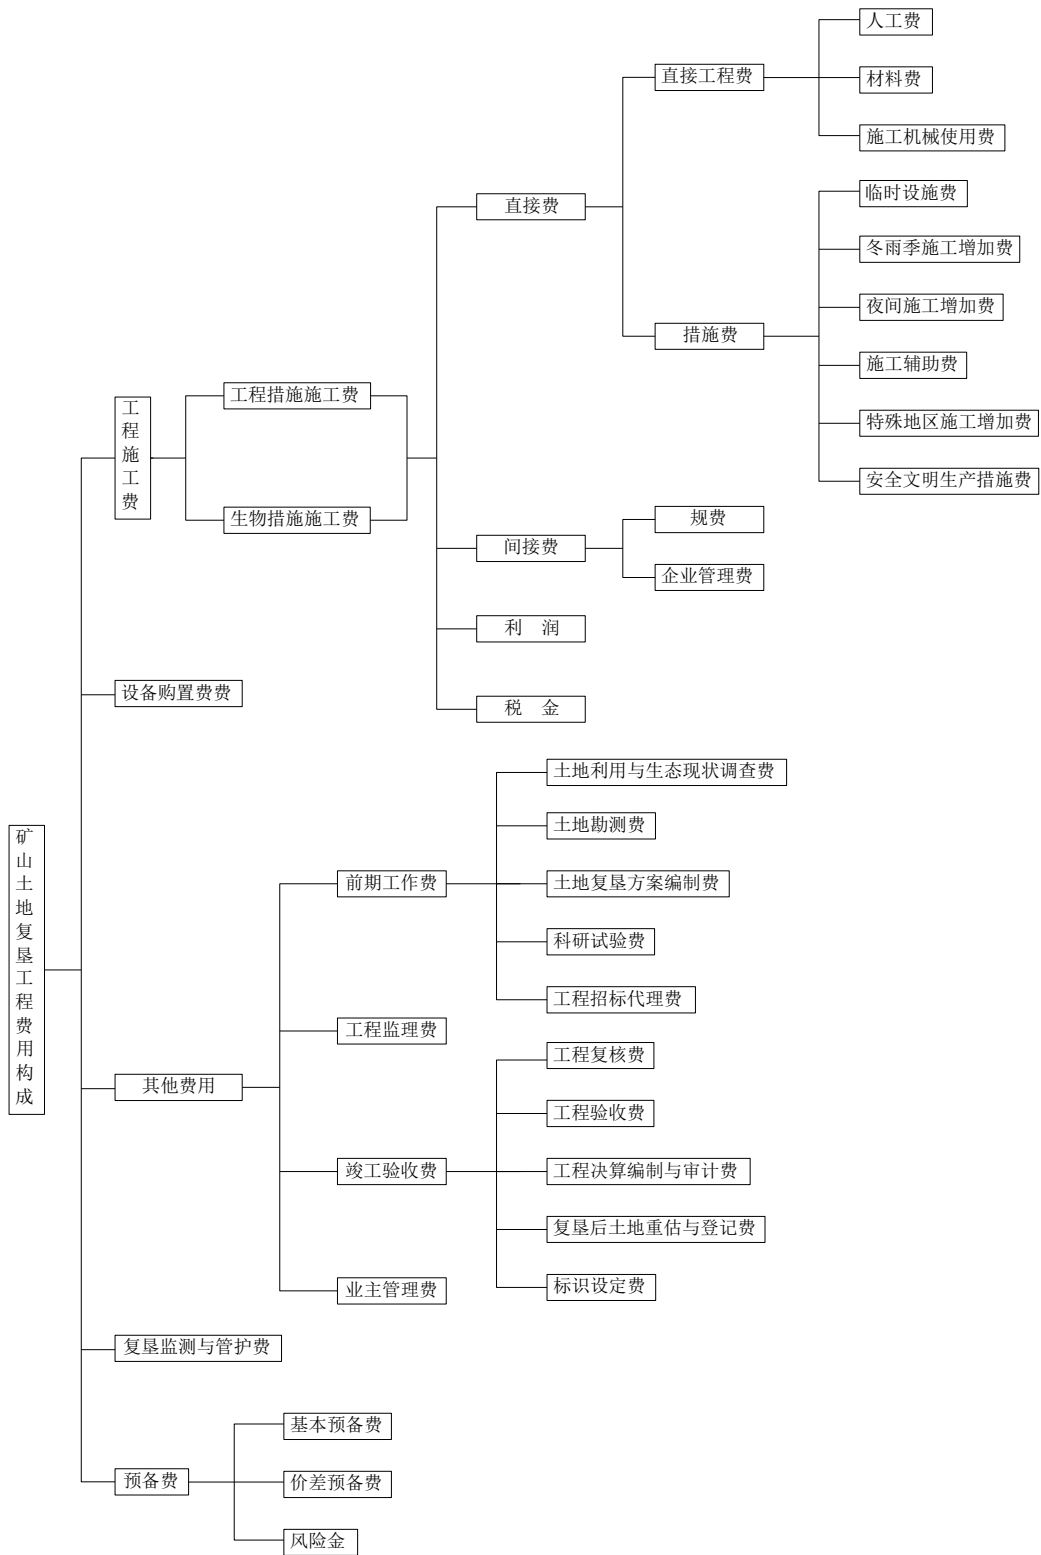 人工费
直接工程费
材料费
施工机械使用费
直接费
临时设施费
冬雨季施工增加费
夜间施工增加费
措施费
施工辅助费
特殊地区施工增加费
安全文明生产措施费
工程施工费
工程措施施工费
生物措施施工费
间接费
规费
企业管理费
利 润
税 金
设备购置费费
矿山土地复垦工程费用构成
土地利用与生态现状调查费
土地勘测费
前期工作费
土地复垦方案编制费
科研试验费
工程招标代理费
工程监理费
其他费用
工程复核费
工程验收费
竣工验收费
工程决算编制与审计费
复垦后土地重估与登记费
标识设定费
业主管理费
复垦监测与管护费
基本预备费
预备费
价差预备费
风险金